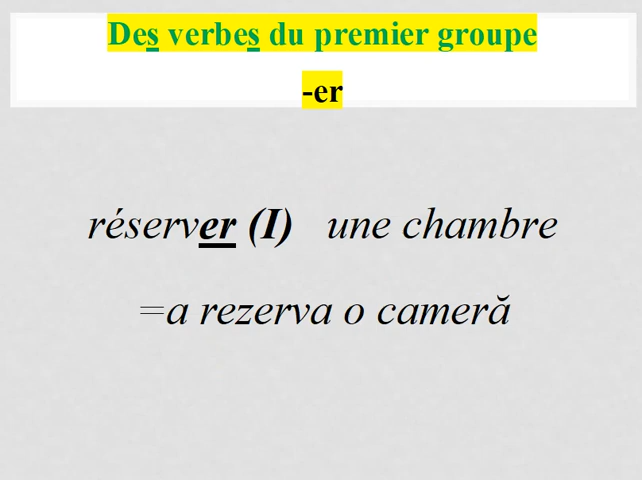 Des verbes du premier groupe
-er
réserver (I) une chambre
=a rezerva o cameră